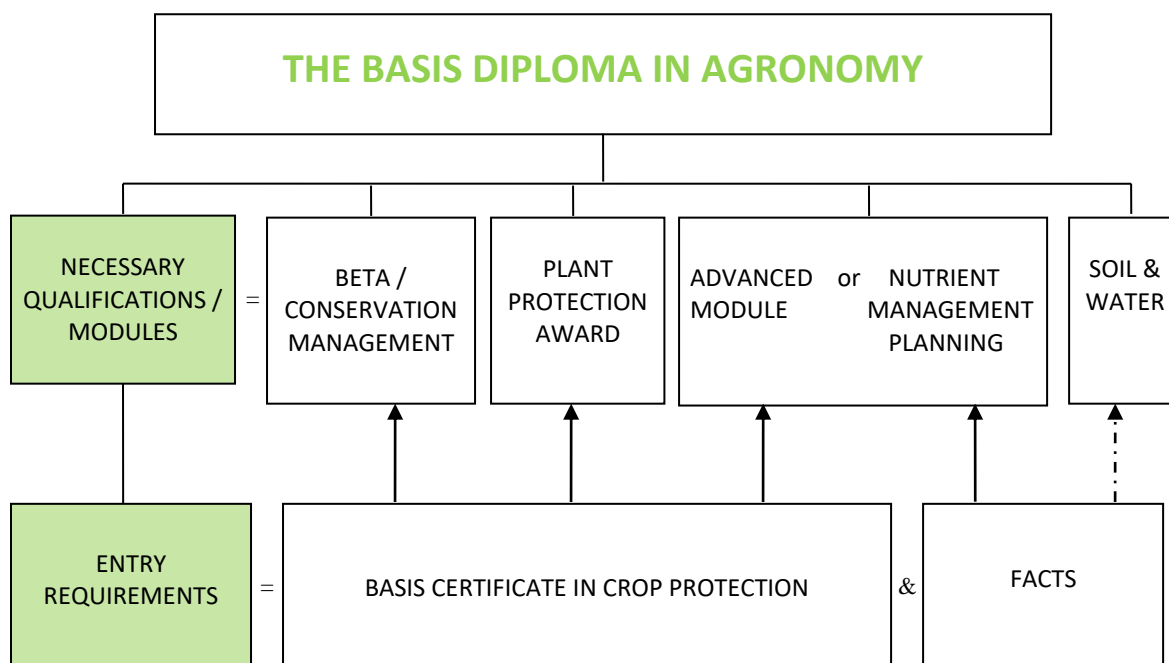 THE BASIS DIPLOMA IN AGRONOMY
NECESSARY
QUALIFICATIONS /
MODULES
=
BETA /
CONSERVATION
MANAGEMENT
PLANT
PROTECTION
AWARD
ADVANCED or NUTRIENT
MODULE MANAGEMENT
PLANNING
SOIL &
WATER
ENTRY
REQUIREMENTS
=
BASIS CERTIFICATE IN CROP PROTECTION
&
FACTS